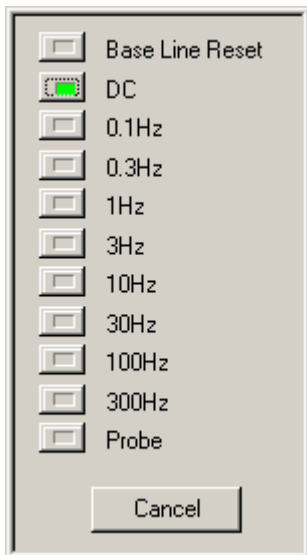 Base Line Reset
DC
0.1Hz
0.3Hz
1Hz
3Hz
10Hz
30Hz
100Hz
300Hz
Probe
Cancel